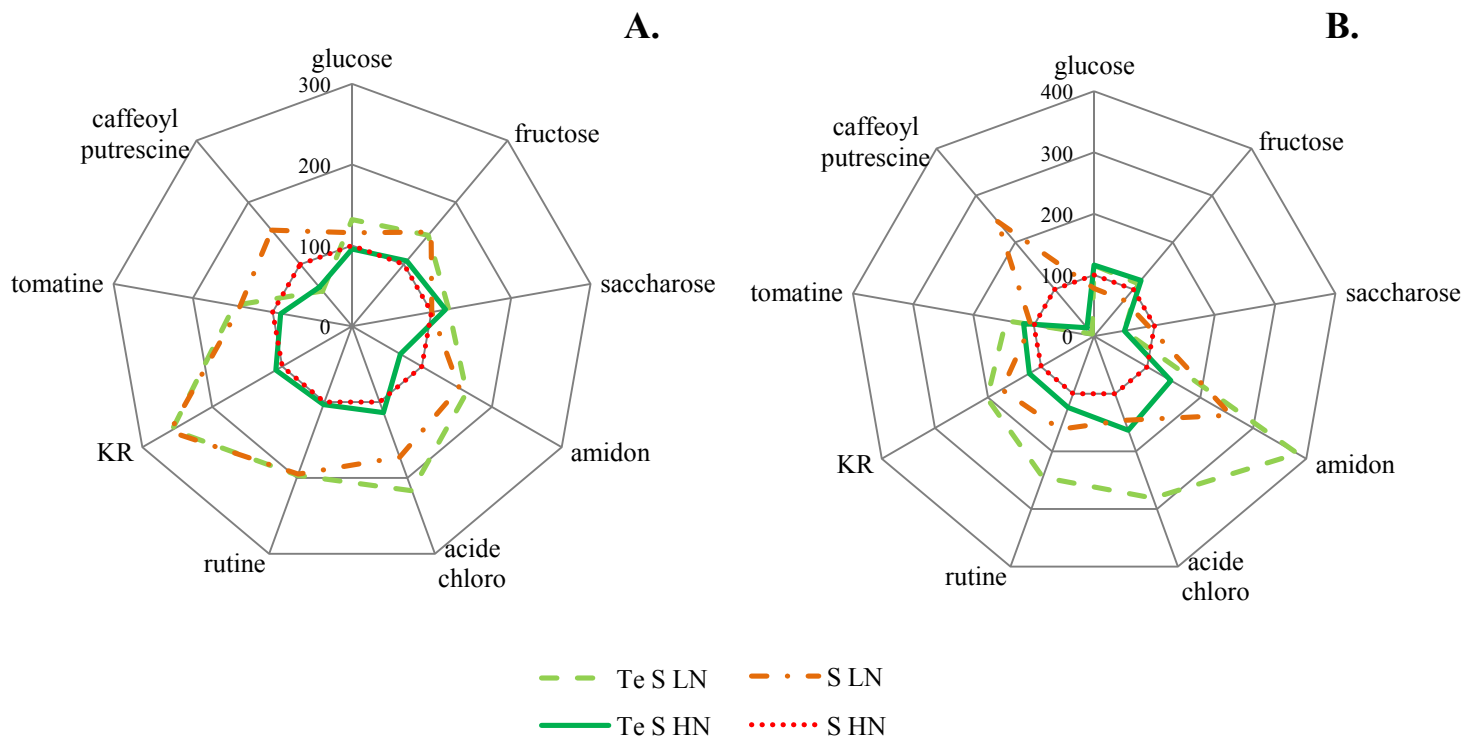 A.
glucose
300
fructose
caffeoyl
putrescine
200
100
tomatine
saccharose
0
KR
amidon
rutine
acide
chloro
B.
glucose
400
fructose
caffeoyl
putrescine
300
200
100
tomatine
saccharose
0
KR
amidon
rutine
acide
chloro
Te S LN
S LN
Te S HN
S HN